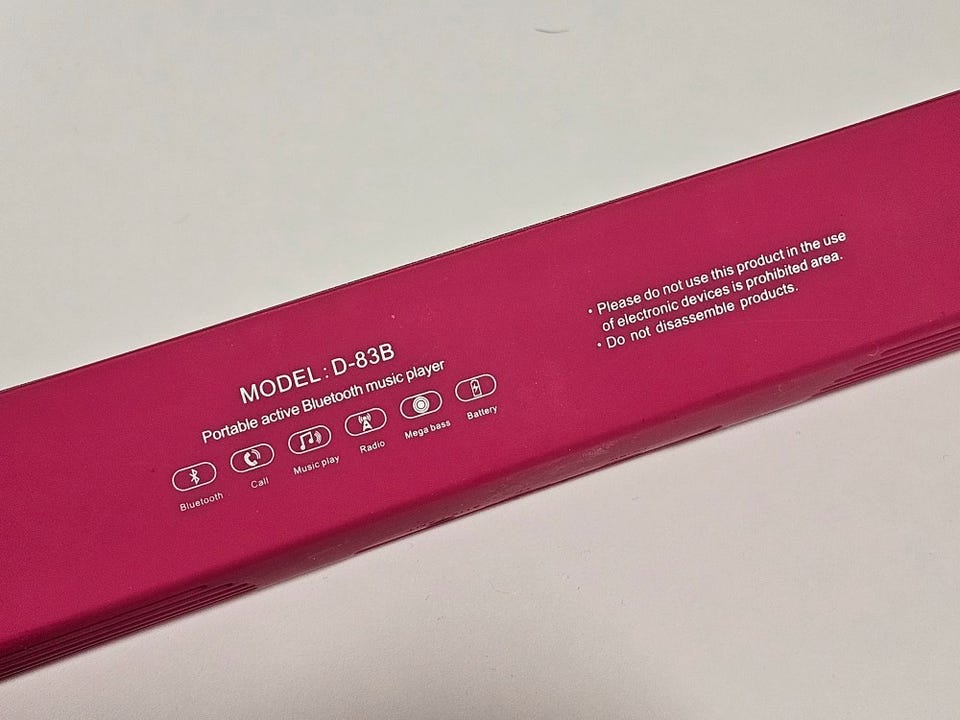 MODEL: D-83B
Portable active Bluetooth music player
Bluetooth Call Music play Radio Mega bass Battery
• Please do not use this product in the use
of electronic devices is prohibited area.
• Do not disassemble products.